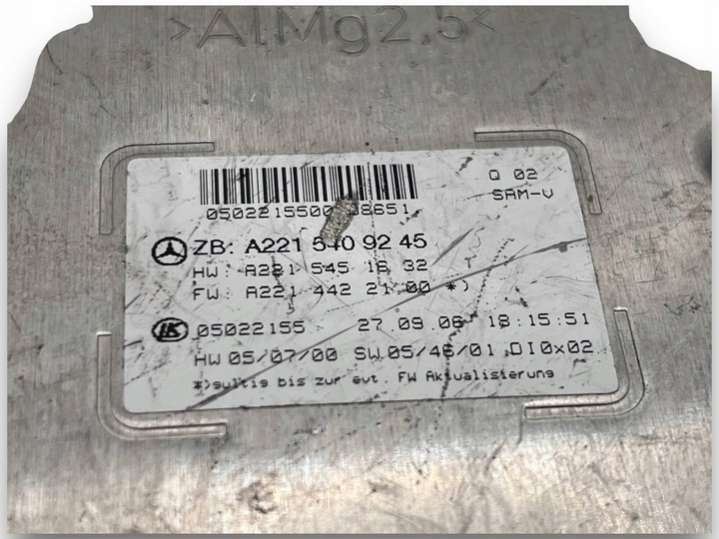 >AlMg2.5<
Q 02
SAM-V
ZB: A221 540 92 45
HW: A221 545 16 32
FW: A221 442 21 00 *)
05022155 27.09.06 18:15:51
HW 05/07/00 SW 05/46/01 DI0x02
*)gultig bis zur evt. FW Aktualisierung